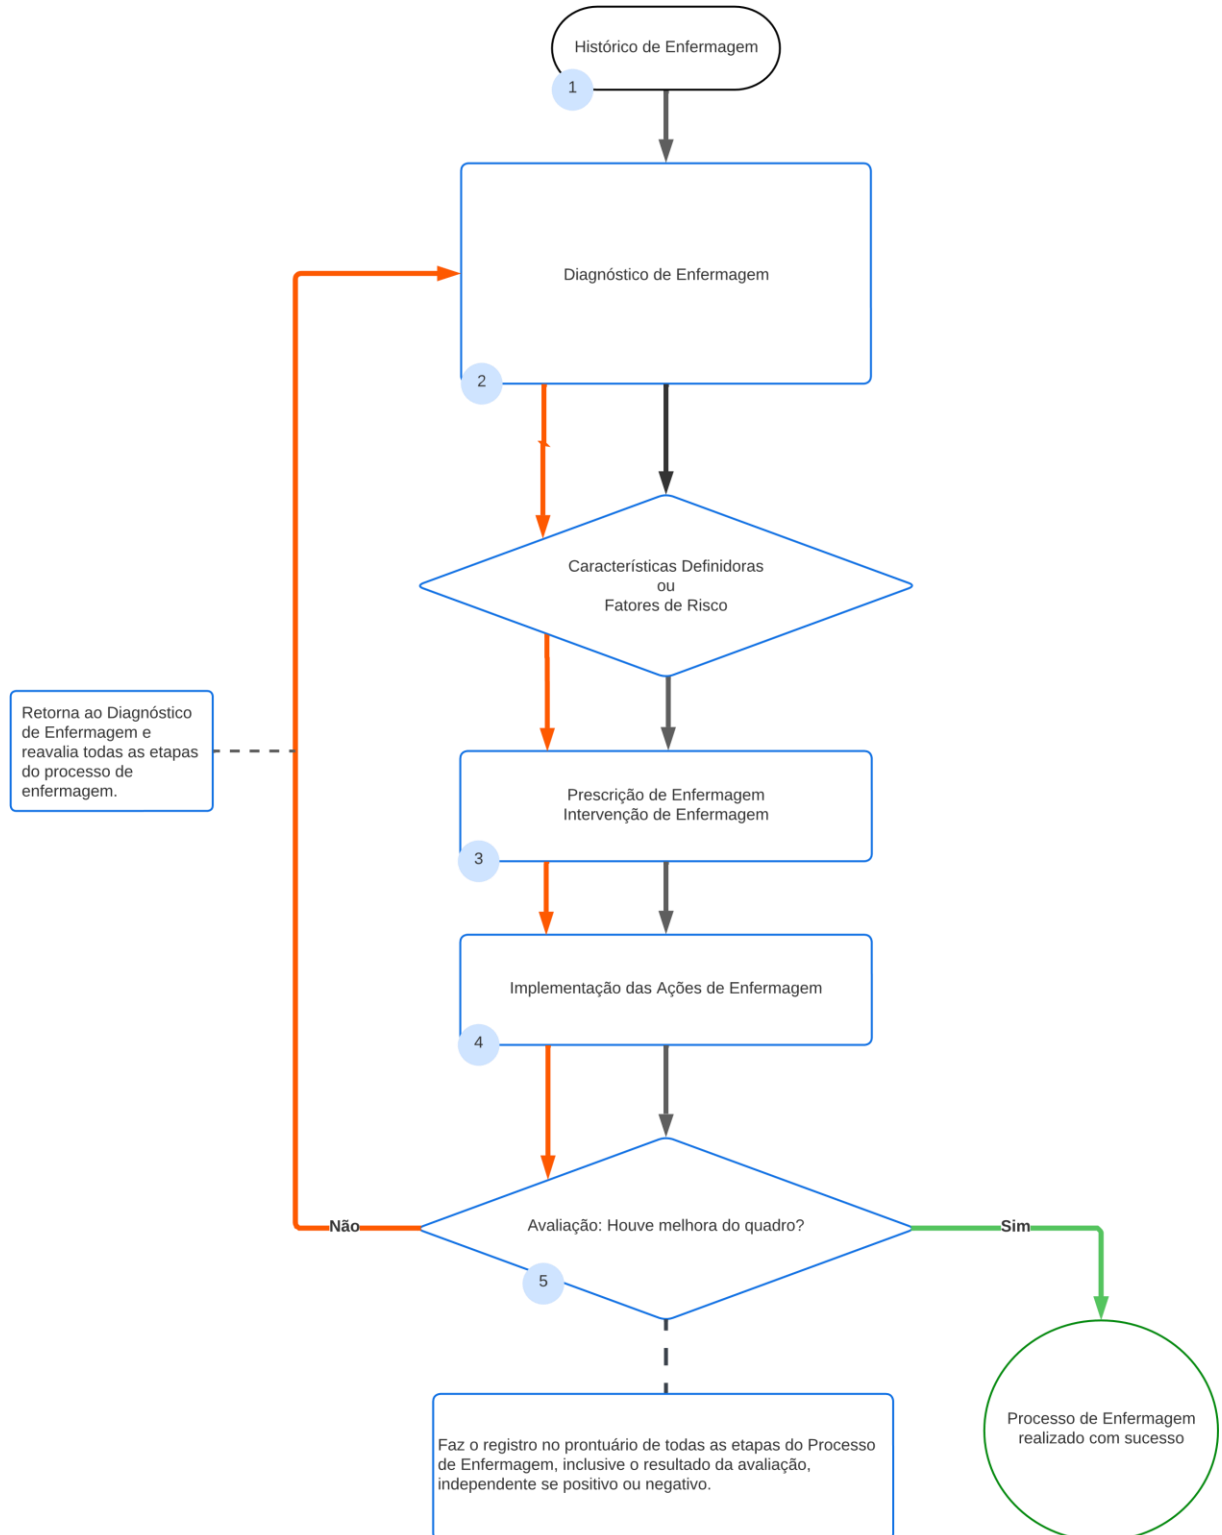 Histórico de Enfermagem
1
Diagnóstico de Enfermagem
2
Características Definidoras
ou
Fatores de Risco
Retorna ao Diagnóstico
de Enfermagem e
reavalia todas as etapas
do processo de
enfermagem.
Prescrição de Enfermagem
Intervenção de Enfermagem
3
Implementação das Ações de Enfermagem
4
Não
Avaliação: Houve melhora do quadro?
Sim
5
Processo de Enfermagem
realizado com sucesso
Faz o registro no prontuário de todas as etapas do Processo
de Enfermagem, inclusive o resultado da avaliação,
independente se positivo ou negativo.